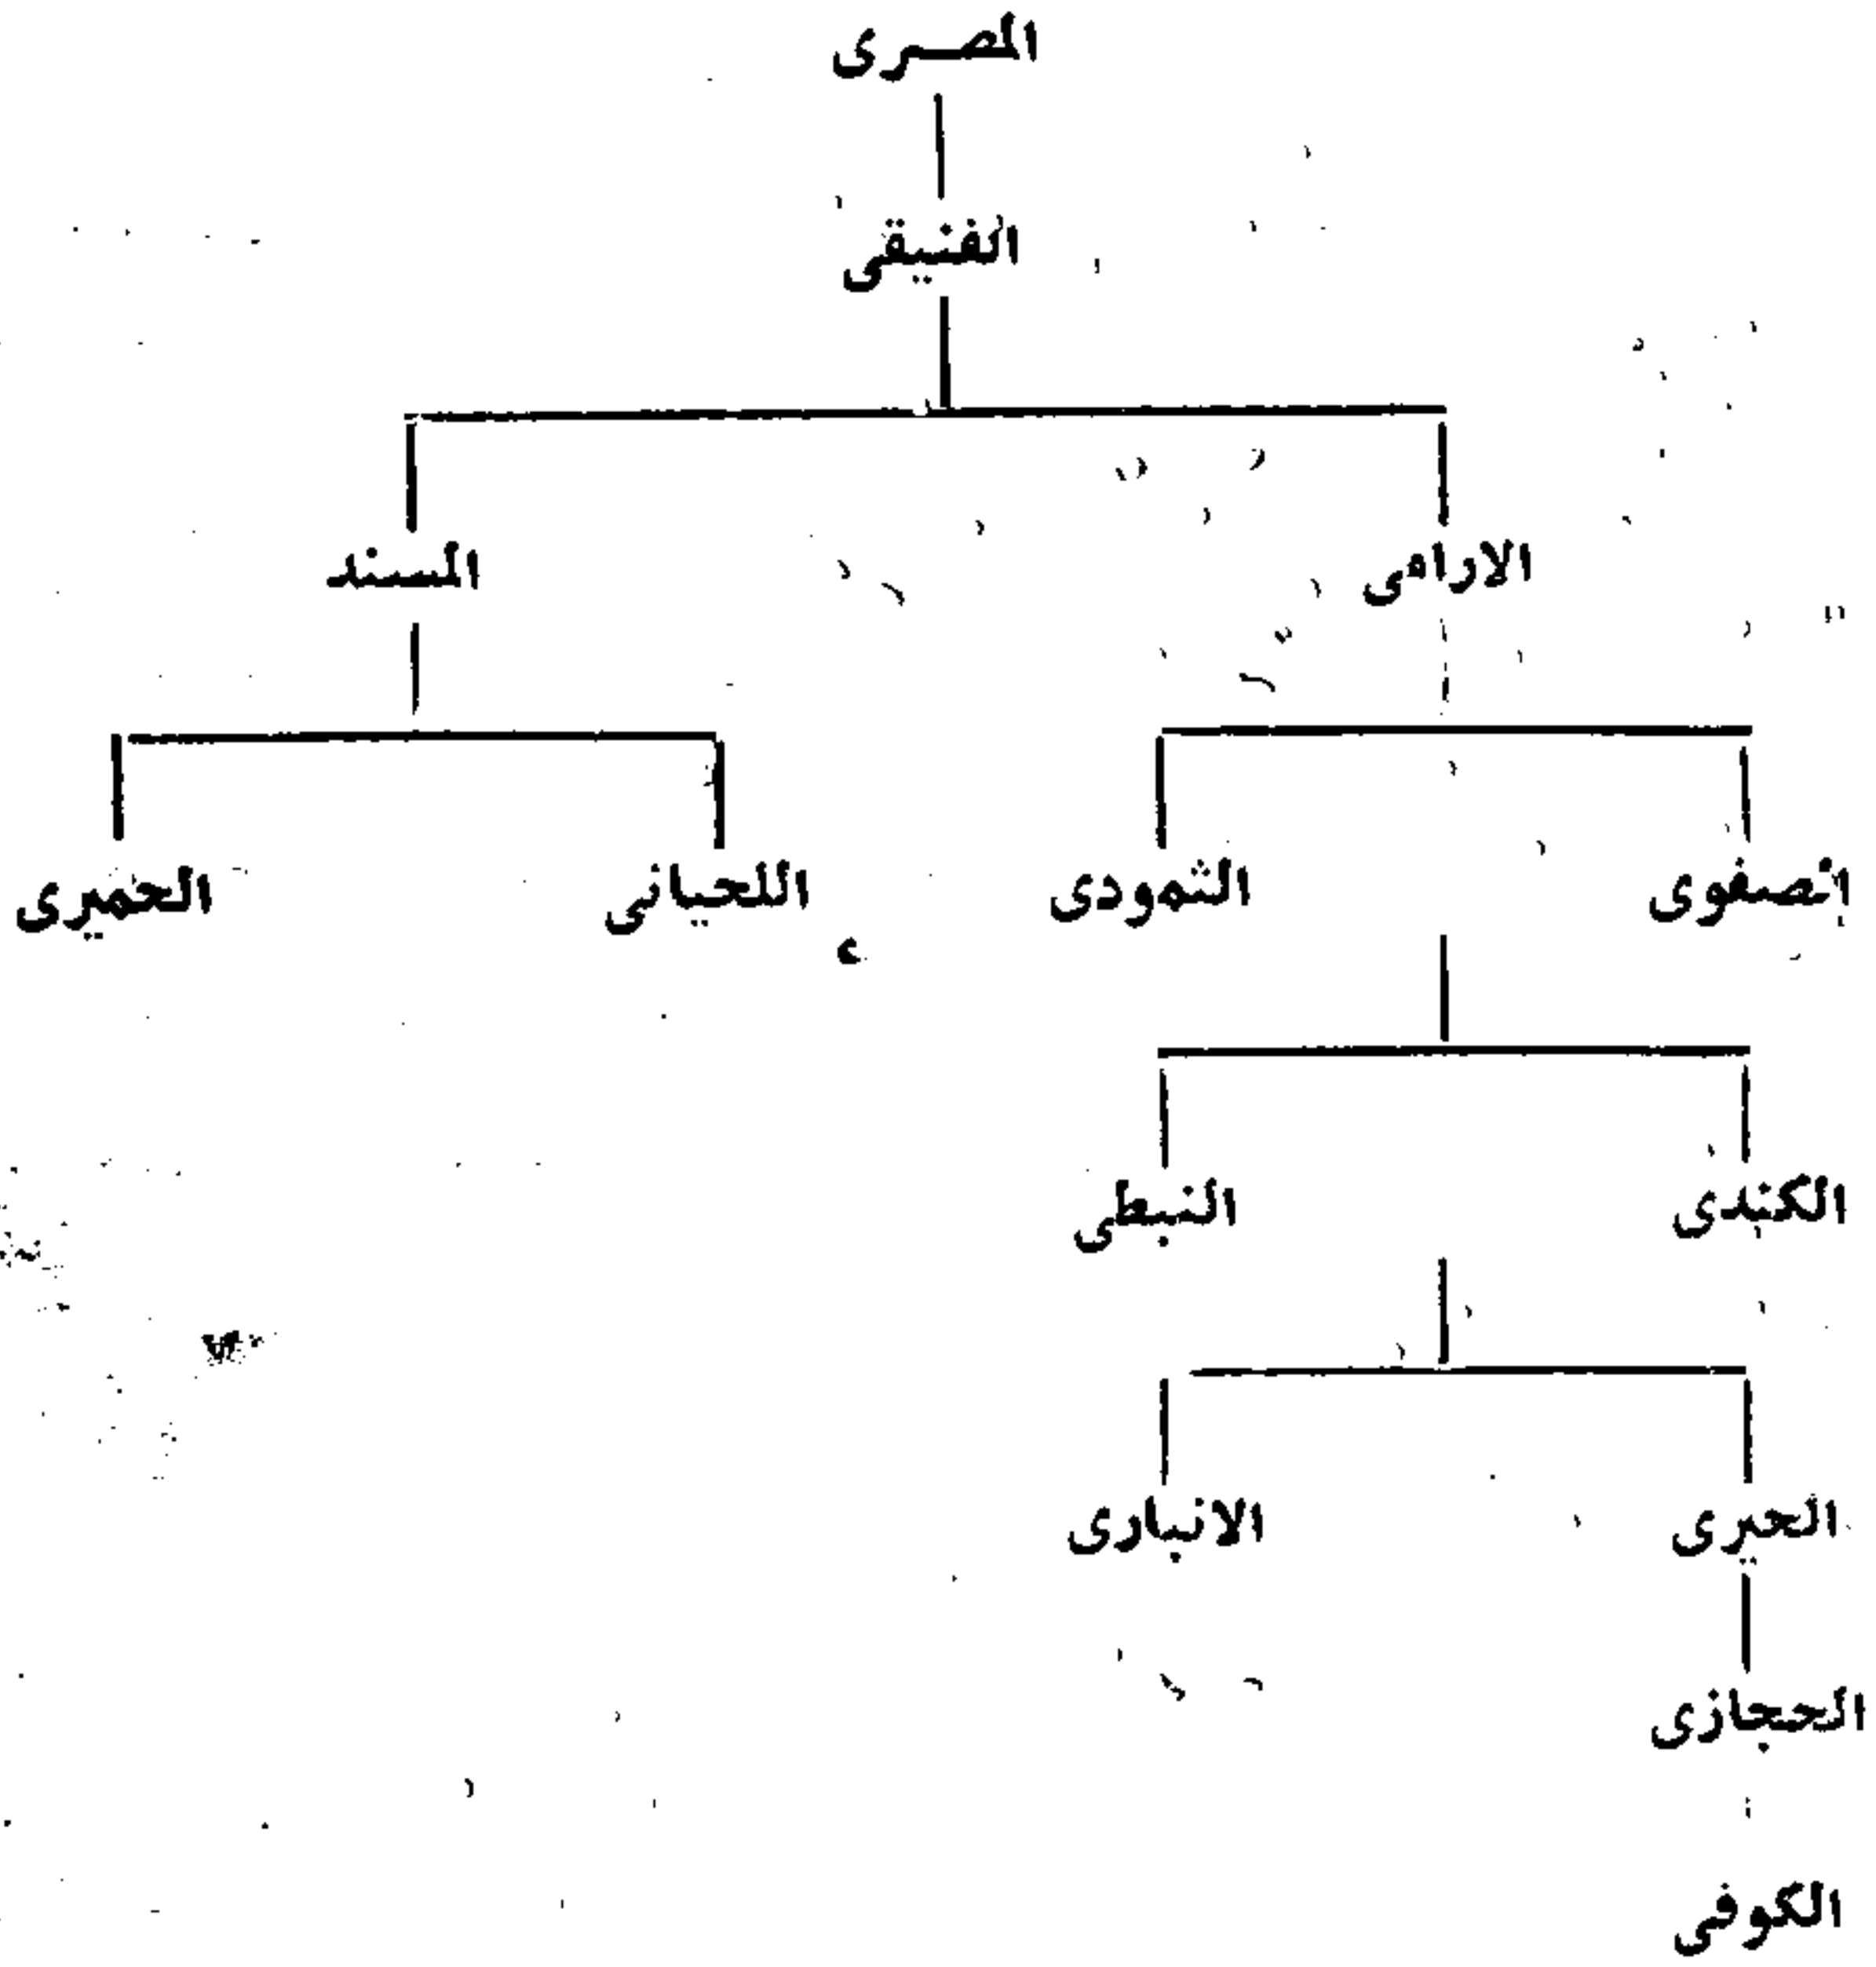 المصرى
الفنيقى
الارامى المسند
الصفوى الثمودى اللحيانى الحميرى
الكندى النبطى
الحيرى الانبارى
الحجازى
الكوفى